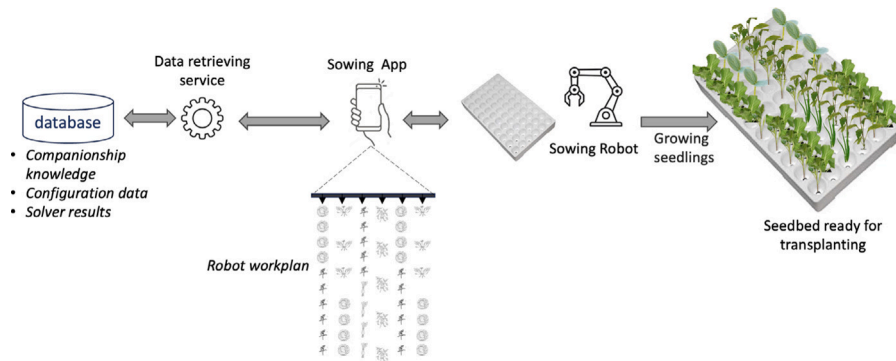 Data retrieving
service
Sowing App
database
• Companionship
knowledge
• Configuration data
• Solver results
Sowing Robot
Growing
seedlings
Seedbed ready for
transplanting
Robot workplan